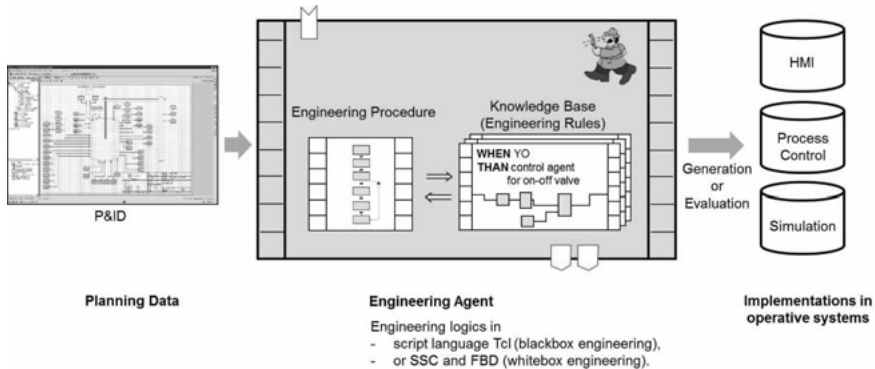 HMI
Engineering Procedure
Knowledge Base
(Engineering Rules)
WHEN YO
THAN control agent
for on-off valve
Process
Control
Generation
or
Evaluation
P&ID
Simulation
Planning Data
Engineering Agent
Implementations in
operative systems
Engineering logics in
- script language Tcl (blackbox engineering),
- or SSC and FBD (whitebox engineering).